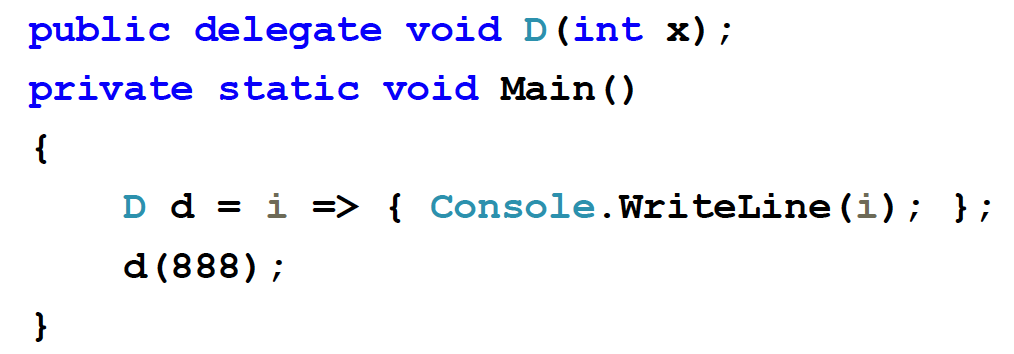 public delegate void D(int x);
private static void Main()
{
    D d = i => { Console.WriteLine(i); };
    d(888);
}